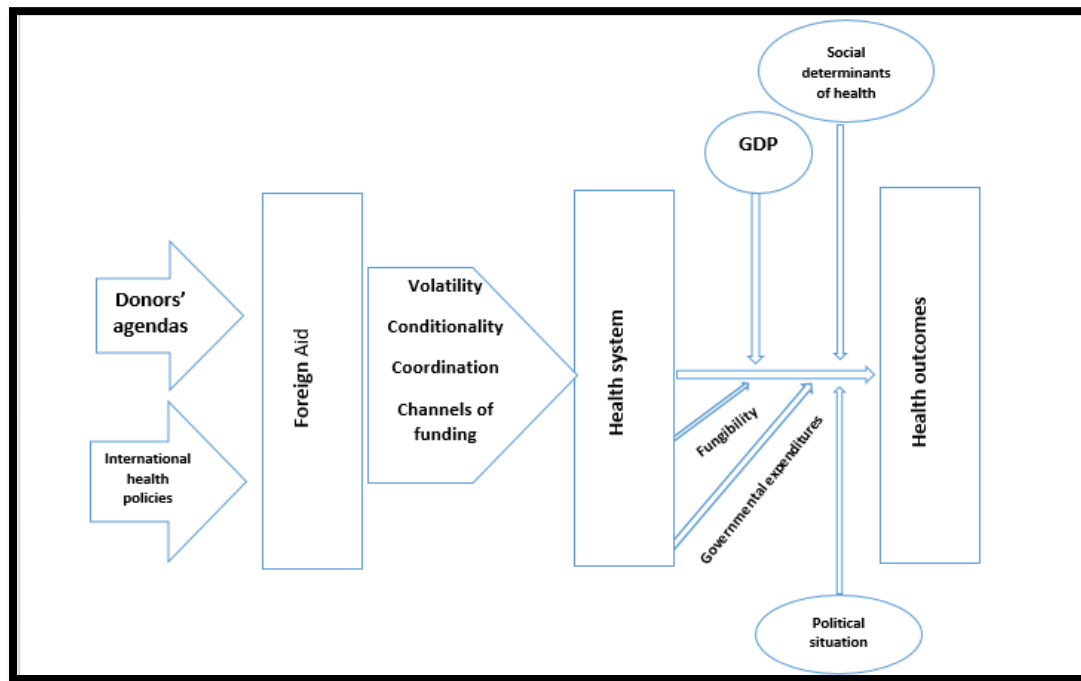 Social
determinants
of health
GDP
Donors'
agendas
International
health
policies
Foreign Aid
Volatility
Conditionality
Coordination
Channels of
funding
Health system
Fungibility
Governmental expenditures
Health outcomes
Political
situation